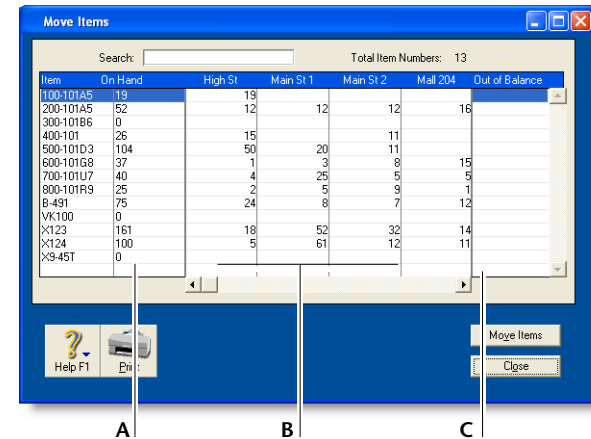 Move Items
Search: Total Item Numbers: 13
Item On Hand High St Main St 1 Main St 2 Mall 204 Out of Balance
100-101A5 19 19
200-101A5 52 12 12 12 16
300-101B6 0
400-101 26 15 11
500-101D3 104 50 20 11
600-101G8 37 1 3 8 15
700-101U7 40 4 25 5 5
800-101R9 25 2 5 9 1
B-491 75 24 8 7 12
VK100 0
X123 161 18 52 32 14
X124 100 5 61 12 11
X9-45T 0
Move Items
Help F1 Print Close
A B C